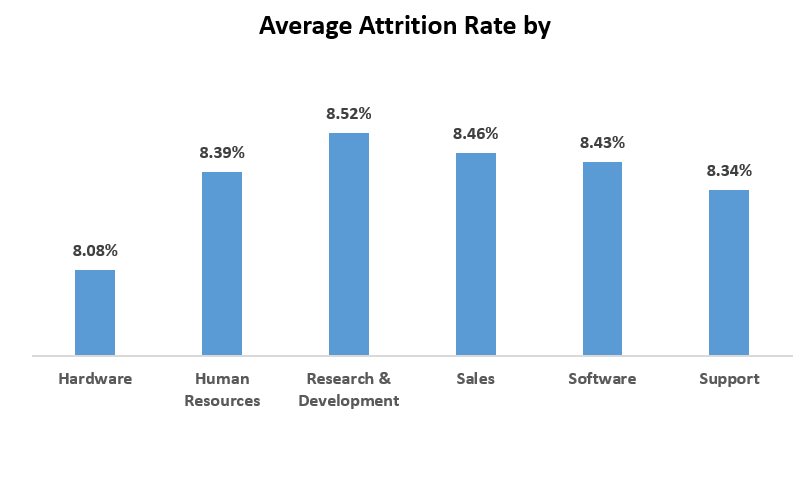 Average Attrition Rate by
8.52%
8.46%
8.43%
8.39%
8.34%
8.08%
Hardware
Human
Resources
Research &
Development
Sales
Software
Support